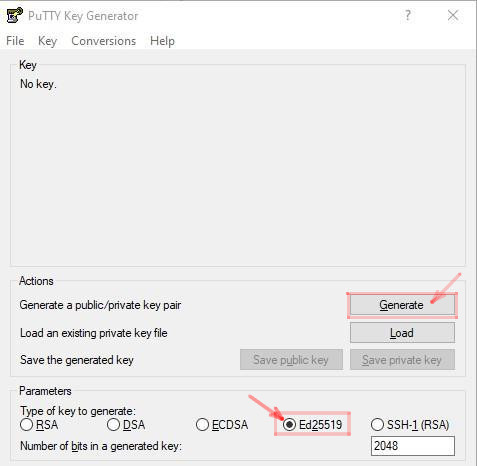 PuTTY Key Generator
File Key Conversions Help
Key
No key.
Actions
Generate a public/private key pair Generate
Load an existing private key file Load
Save the generated key Save public key Save private key
Parameters
Type of key to generate:
RSA DSA ECDSA Ed25519 SSH-1 (RSA)
Number of bits in a generated key: 2048